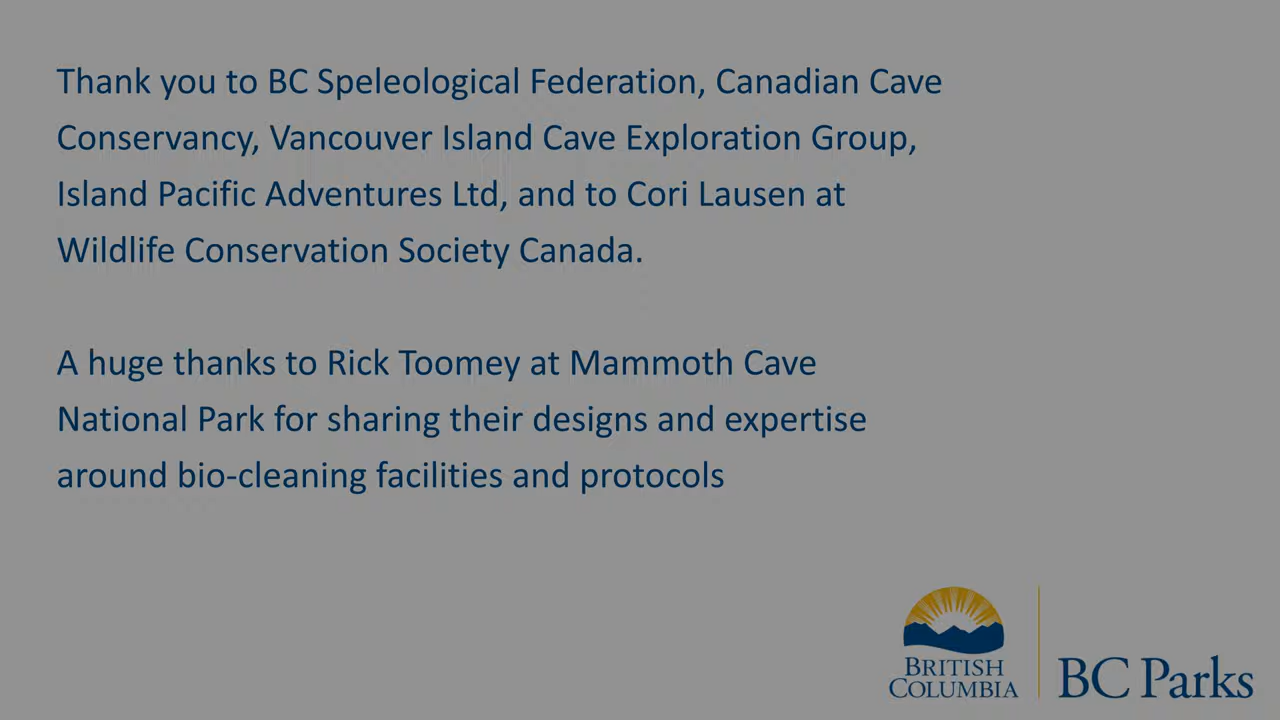 Thank you to BC Speleological Federation, Canadian Cave
Conservancy, Vancouver Island Cave Exploration Group,
Island Pacific Adventures Ltd, and to Cori Lausen at
Wildlife Conservation Society Canada.
A huge thanks to Rick Toomey at Mammoth Cave
National Park for sharing their designs and expertise
around bio-cleaning facilities and protocols
BRITISH
COLUMBIA
BC Parks